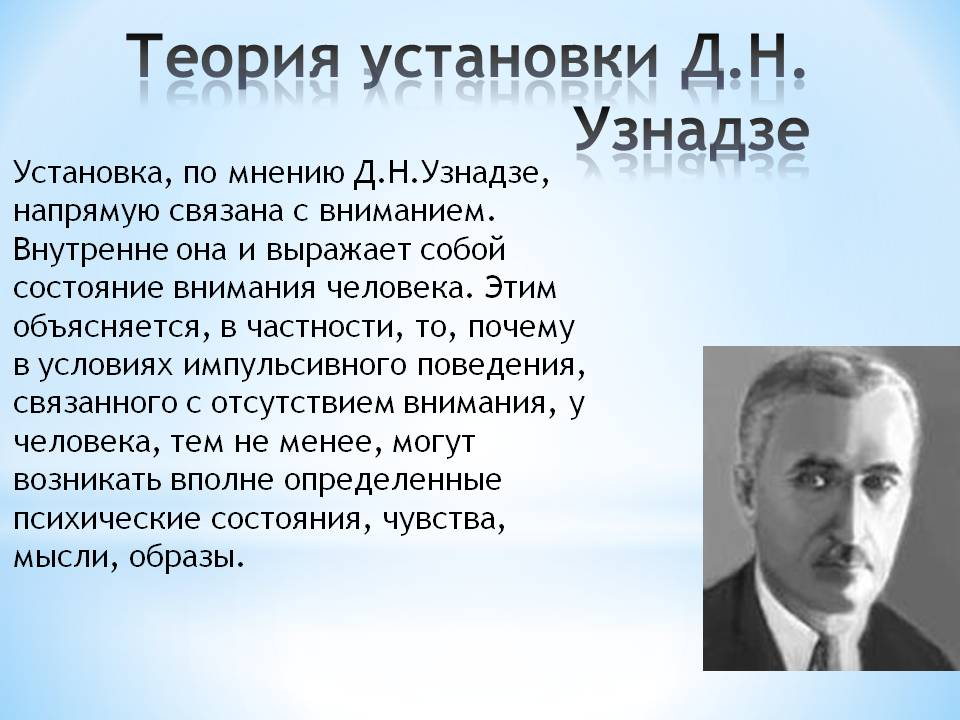 Теория установки Д.Н.
Узнадзе
Установка, по мнению Д.Н.Узнадзе,
напрямую связана с вниманием.
Внутренне она и выражает собой
состояние внимания человека. Этим
объясняется, в частности, то, почему
в условиях импульсивного поведения,
связанного с отсутствием внимания, у
человека, тем не менее, могут
возникать вполне определенные
психические состояния, чувства,
мысли, образы.